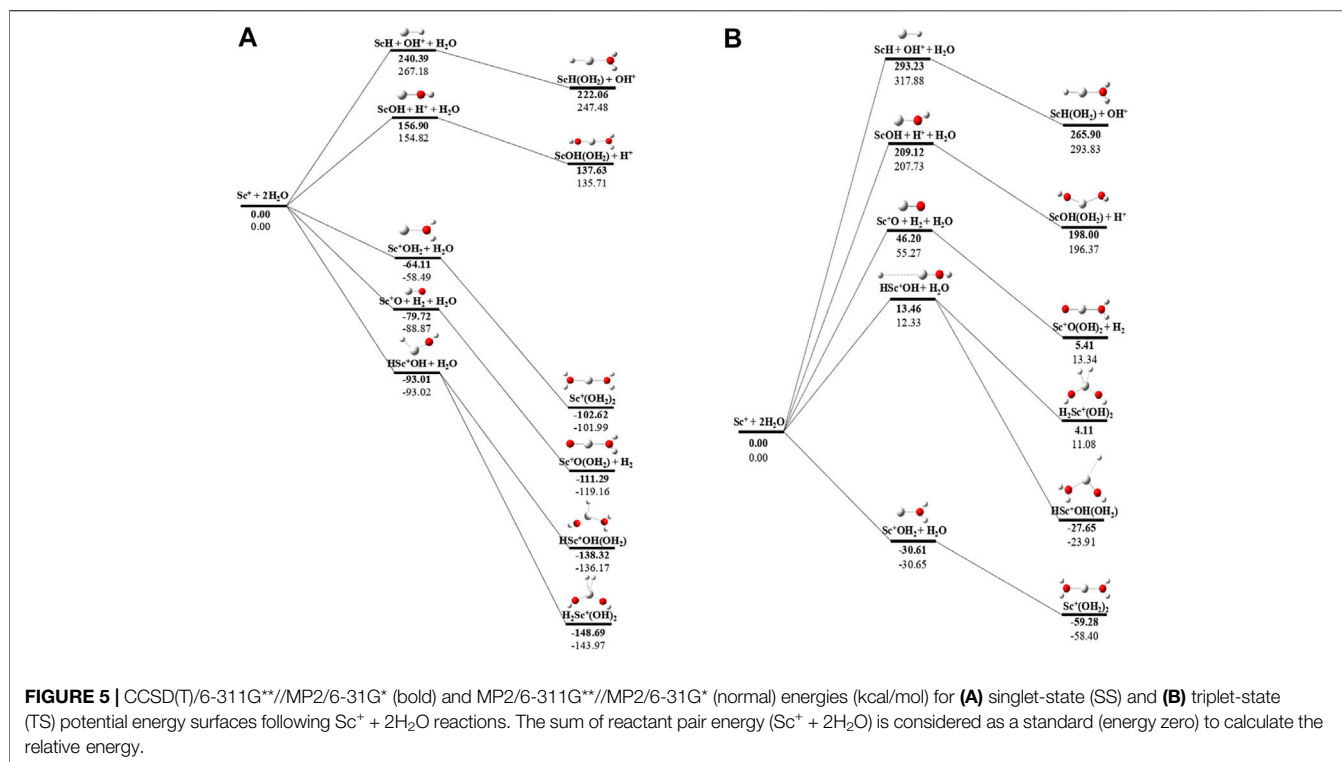 A
ScH + OH⁺ + H₂O
240.39
267.18
ScH(OH₂) + OH⁺
222.06
247.48
ScOH + H⁺ + H₂O
156.90
154.82
ScOH(OH₂) + H⁺
137.63
135.71
Sc⁺ + 2H₂O
0.00
0.00
Sc⁺OH₂ + H₂O
-64.11
-58.49
Sc⁺O + H₂ + H₂O
-79.72
-88.87
HSc⁺OH + H₂O
-93.01
-93.02
Sc⁺(OH₂)₂
-102.62
-101.99
Sc⁺O(OH₂) + H₂
-111.29
-119.16
HSc⁺OH(OH₂)
-138.32
-136.17
H₂Sc⁺(OH)₂
-148.69
-143.97
B
ScH + OH⁺ + H₂O
293.23
317.88
ScH(OH₂) + OH⁺
265.90
293.83
ScOH + H⁺ + H₂O
209.12
207.73
ScOH(OH₂) + H⁺
198.00
196.37
Sc⁺O + H₂ + H₂O
46.20
55.27
HSc⁺OH + H₂O
13.46
12.33
Sc⁺O(OH)₂ + H₂
5.41
13.34
H₂Sc⁺(OH)₂
4.11
11.08
Sc⁺ + 2H₂O
0.00
0.00
HSc⁺OH(OH₂)
-27.65
-23.91
Sc⁺OH₂ + H₂O
-30.61
-30.65
Sc⁺(OH₂)₂
-59.28
-58.40
FIGURE 5 | CCSD(T)/6-311G**//MP2/6-31G* (bold) and MP2/6-311G**//MP2/6-31G* (normal) energies (kcal/mol) for (A) singlet-state (SS) and (B) triplet-state
(TS) potential energy surfaces following Sc⁺ + 2H₂O reactions. The sum of reactant pair energy (Sc⁺ + 2H₂O) is considered as a standard (energy zero) to calculate the
relative energy.